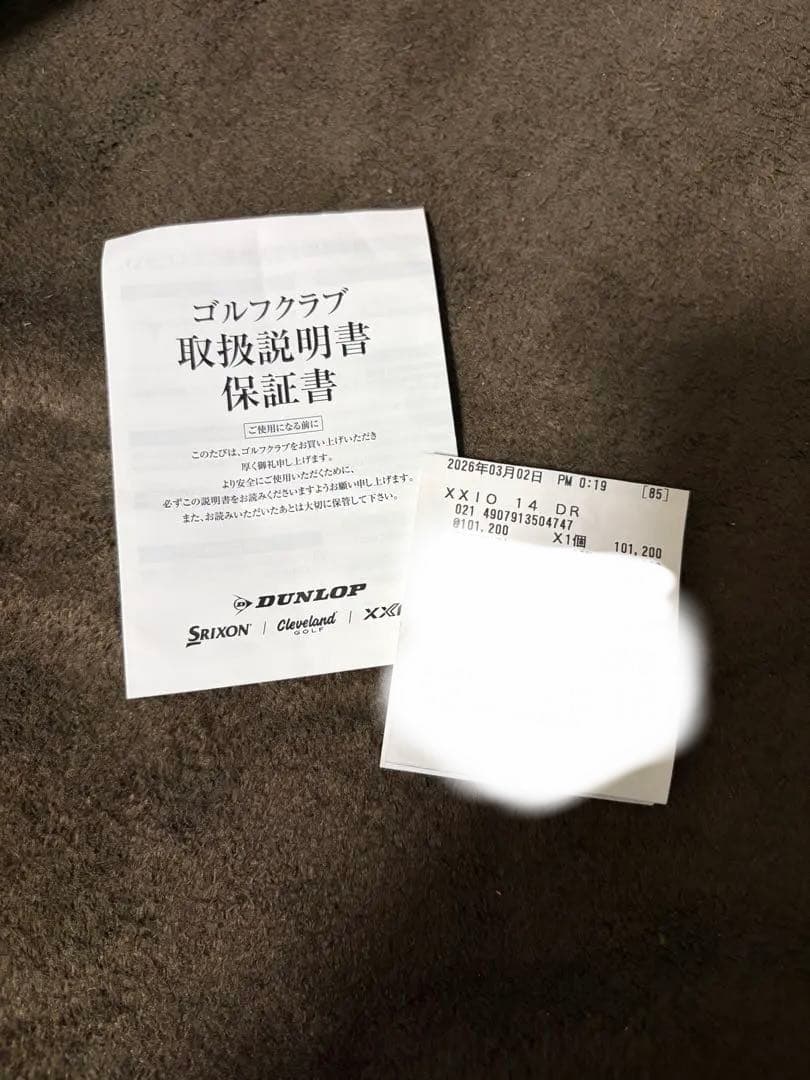 ゴルフクラブ
取扱説明書
保証書
ご使用になる前に
このたびは、ゴルフクラブをお買い上げいただき
厚く御礼申し上げます。
より安全にご使用いただくために、
必ずこの説明書をお読みくださいますようお願い申し上げます。
また、お読みいただいたあとは大切に保管して下さい。
DUNLOP
SRIXON | Cleveland GOLF | XXI
2026年03月02日 PM 0:19 [85]
XXIO 14 DR
021 4907913504747
@101,200 X1個 101,200